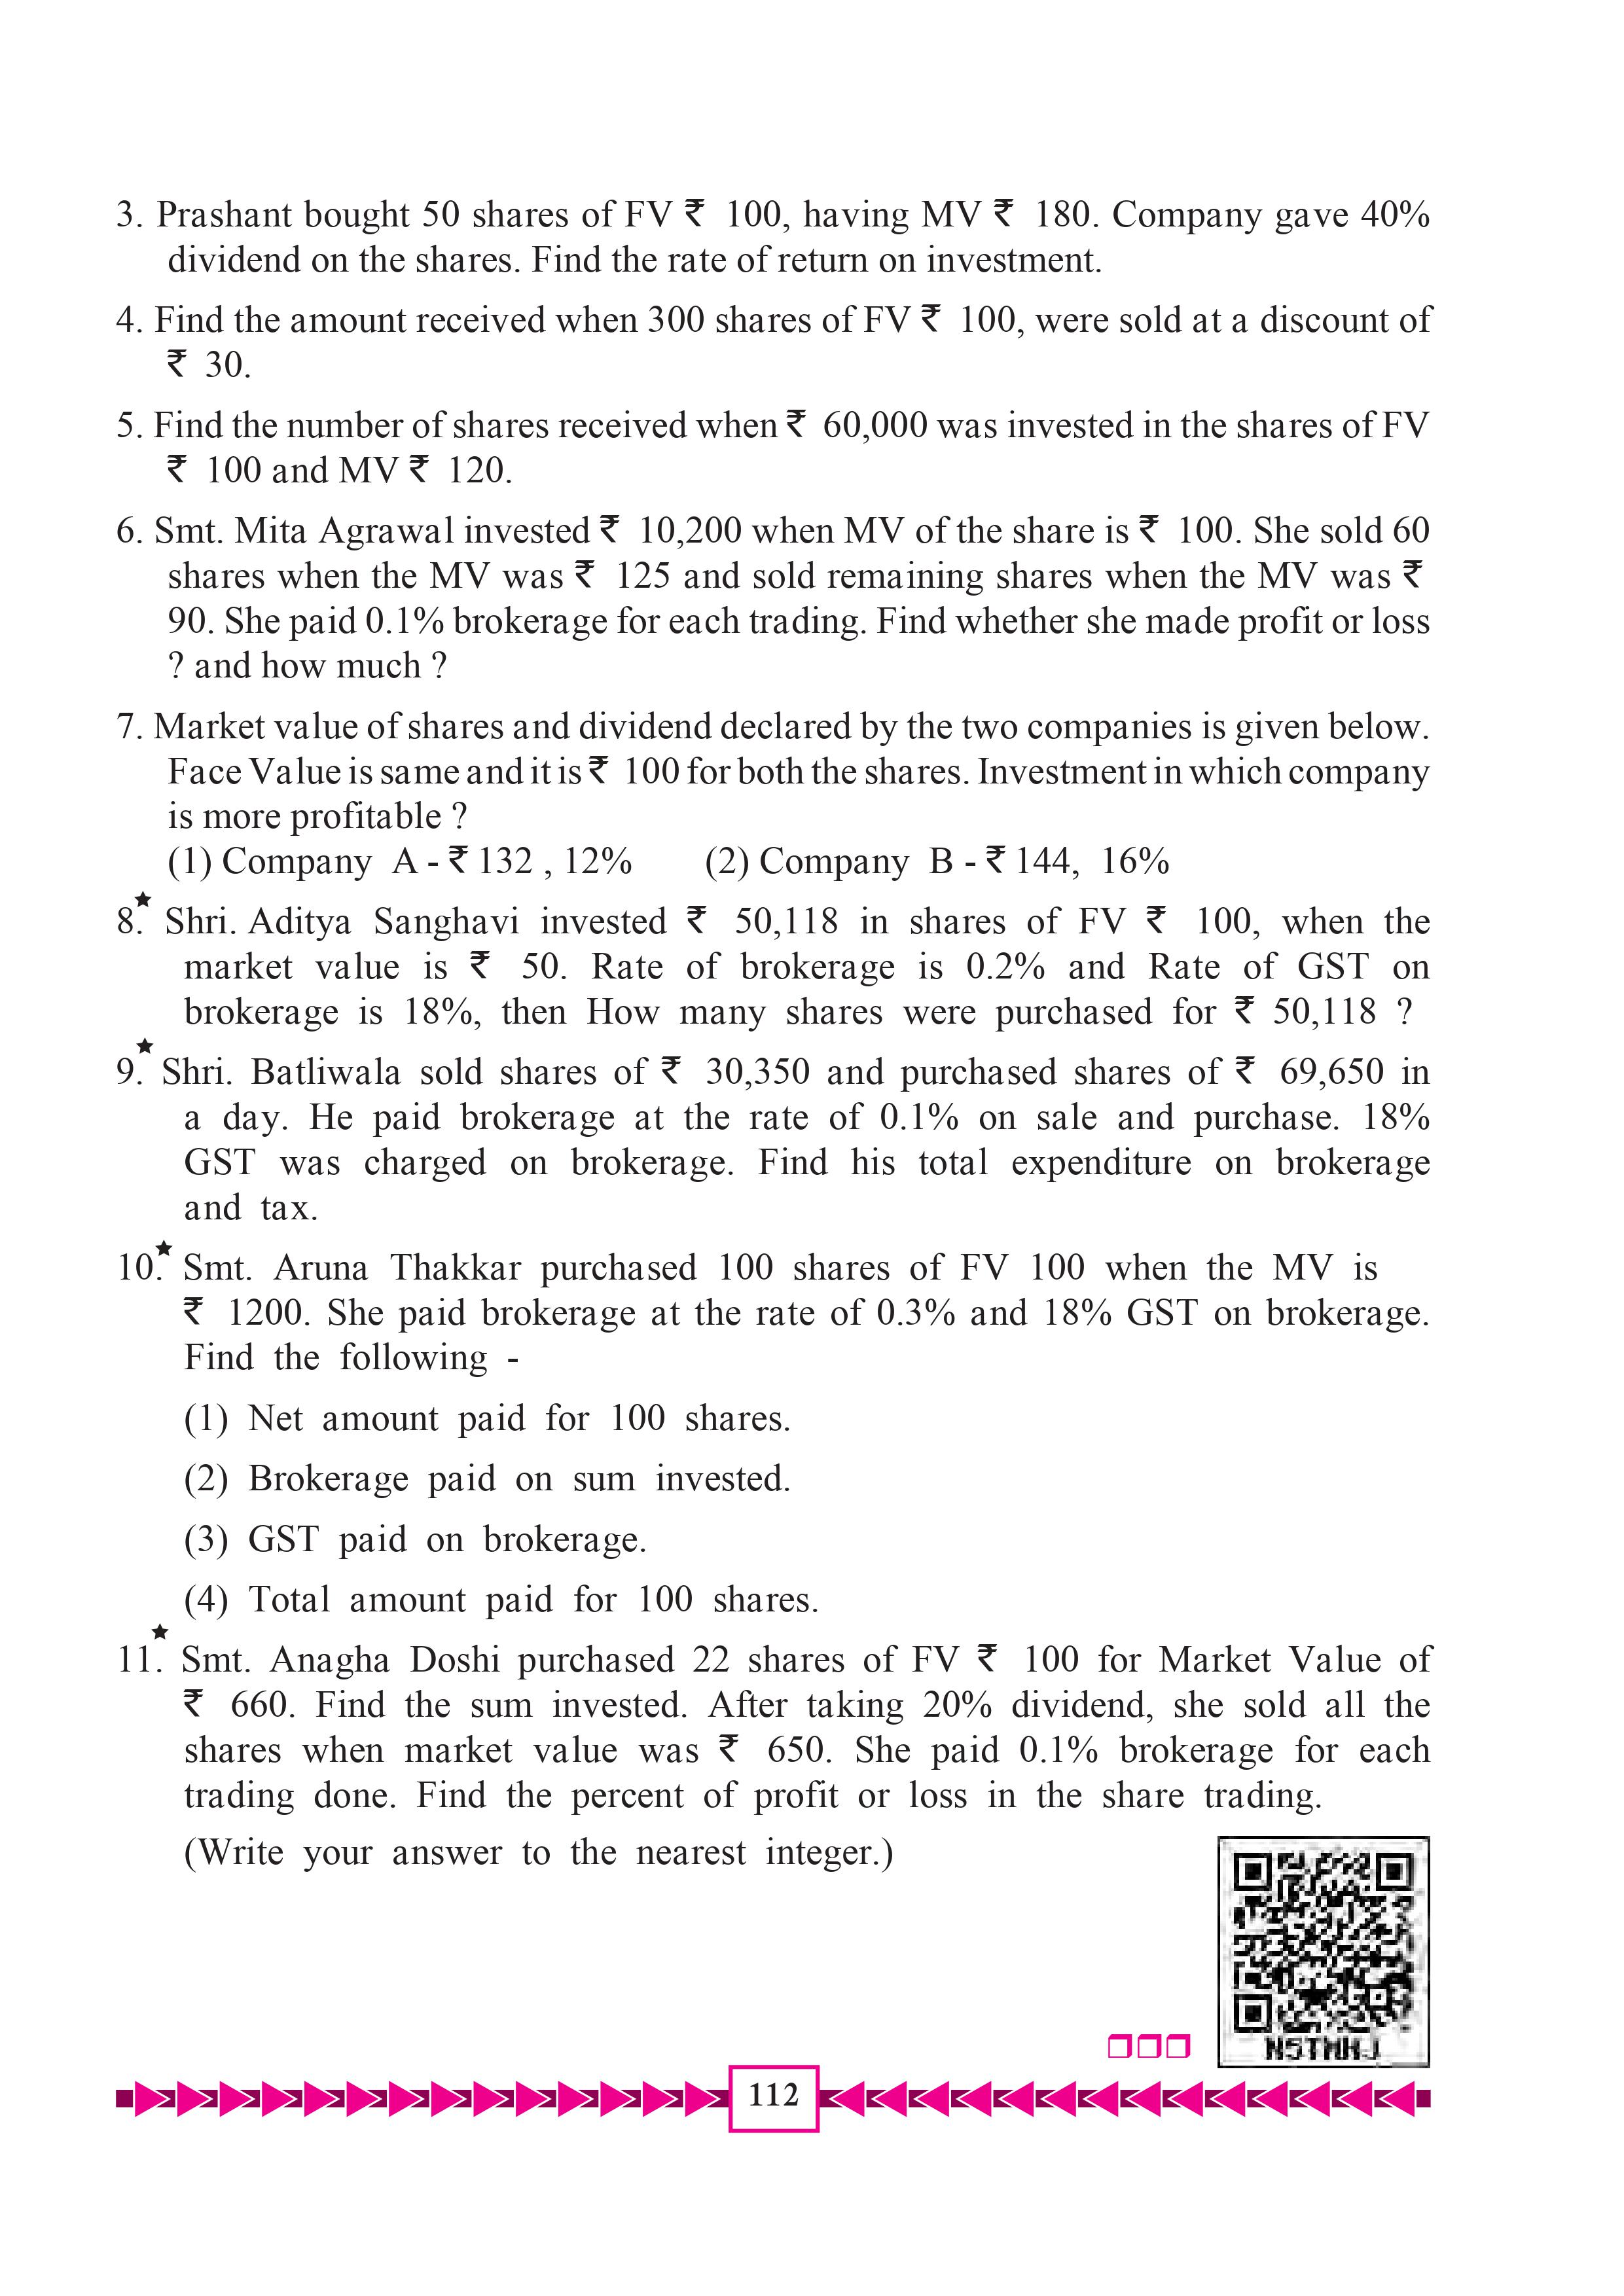 3. Prashant bought 50 shares of FV ₹ 100, having MV ₹ 180. Company gave 40%
dividend on the shares. Find the rate of return on investment.
4. Find the amount received when 300 shares of FV ₹ 100, were sold at a discount of
₹ 30.
5. Find the number of shares received when ₹ 60,000 was invested in the shares of FV
₹ 100 and MV ₹ 120.
6. Smt. Mita Agrawal invested ₹ 10,200 when MV of the share is ₹ 100. She sold 60
shares when the MV was ₹ 125 and sold remaining shares when the MV was ₹
90. She paid 0.1% brokerage for each trading. Find whether she made profit or loss
? and how much ?
7. Market value of shares and dividend declared by the two companies is given below.
Face Value is same and it is ₹ 100 for both the shares. Investment in which company
is more profitable ?
(1) Company A - ₹ 132 , 12% (2) Company B - ₹ 144, 16%
8.★ Shri. Aditya Sanghavi invested ₹ 50,118 in shares of FV ₹ 100, when the
market value is ₹ 50. Rate of brokerage is 0.2% and Rate of GST on
brokerage is 18%, then How many shares were purchased for ₹ 50,118 ?
9.★ Shri. Batliwala sold shares of ₹ 30,350 and purchased shares of ₹ 69,650 in
a day. He paid brokerage at the rate of 0.1% on sale and purchase. 18%
GST was charged on brokerage. Find his total expenditure on brokerage
and tax.
10.★ Smt. Aruna Thakkar purchased 100 shares of FV 100 when the MV is
₹ 1200. She paid brokerage at the rate of 0.3% and 18% GST on brokerage.
Find the following -
(1) Net amount paid for 100 shares.
(2) Brokerage paid on sum invested.
(3) GST paid on brokerage.
(4) Total amount paid for 100 shares.
11.★ Smt. Anagha Doshi purchased 22 shares of FV ₹ 100 for Market Value of
₹ 660. Find the sum invested. After taking 20% dividend, she sold all the
shares when market value was ₹ 650. She paid 0.1% brokerage for each
trading done. Find the percent of profit or loss in the share trading.
(Write your answer to the nearest integer.)
112